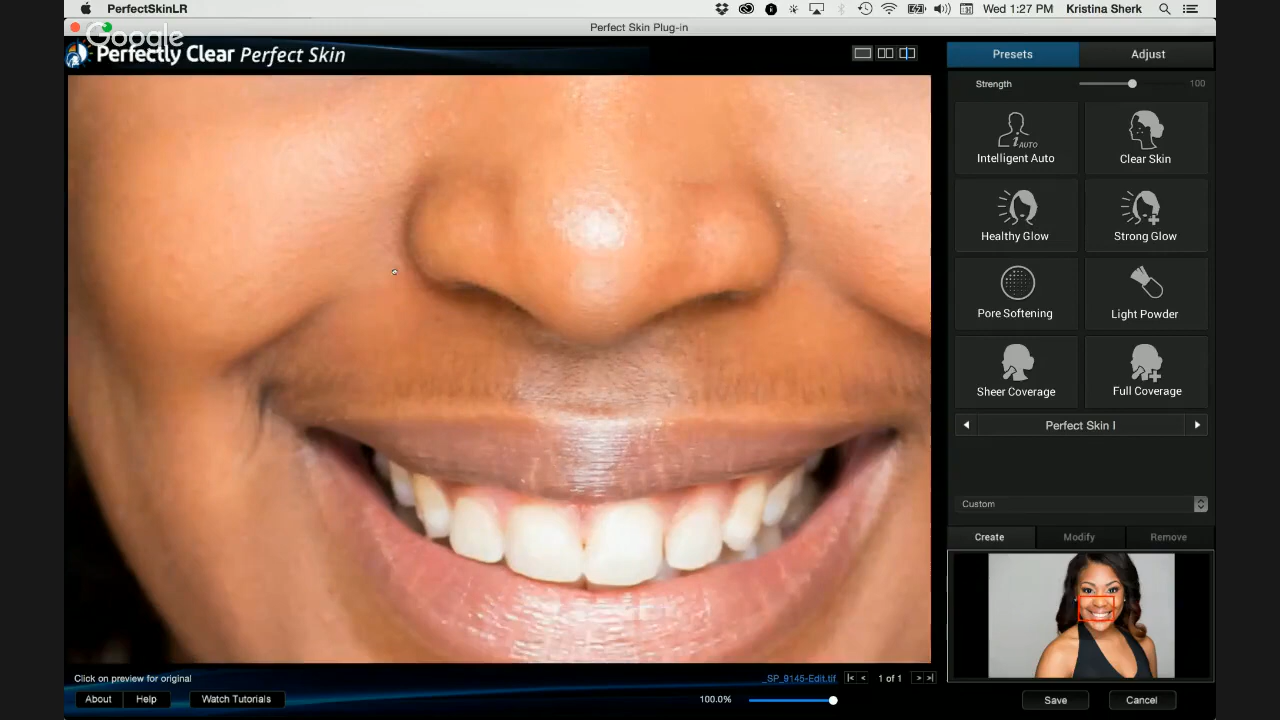 PerfectSkinLR
Wed 1:27 PM Kristina Sherk
Perfect Skin Plug-in
Google
Perfectly Clear Perfect Skin
Presets Adjust
Strength 100
Intelligent Auto Clear Skin
Healthy Glow Strong Glow
Pore Softening Light Powder
Sheer Coverage Full Coverage
Perfect Skin I
Custom
Create Modify Remove
Click on preview for original _SP_9145-Edit.tif 1 of 1
About Help Watch Tutorials 100.0% Save Cancel